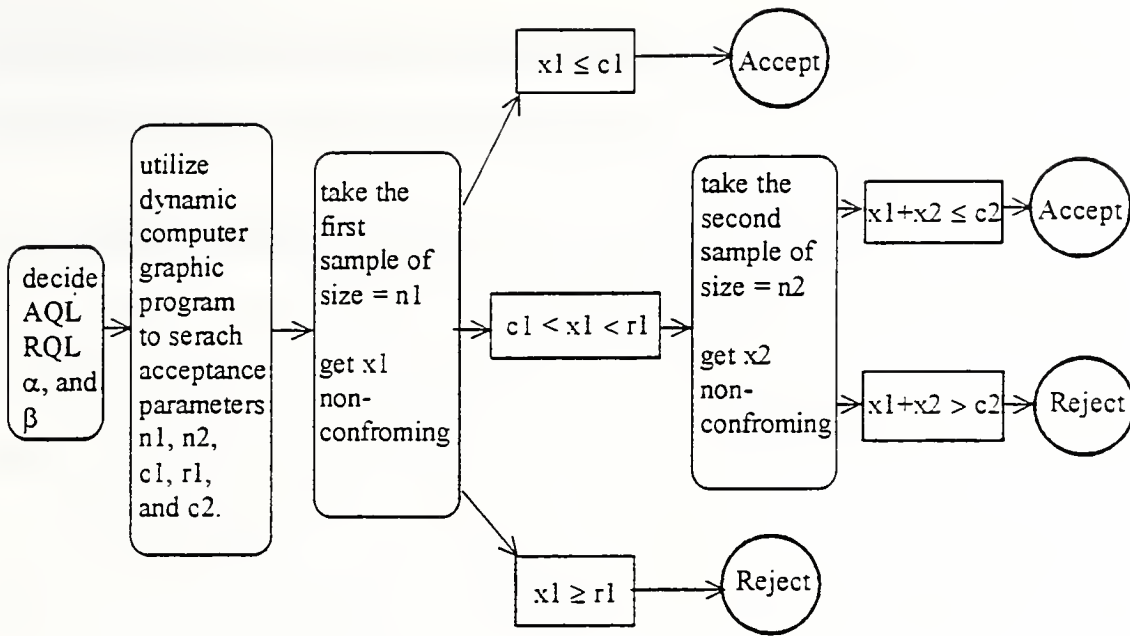 decide
AQL
RQL
α, and
β
utilize
dynamic
computer
graphic
program
to serach
acceptance
parameters
n1, n2,
c1, r1,
and c2.
take the
first
sample of
size = n1
get x1
non-
confroming
x1 ≤ c1
Accept
c1 < x1 < r1
take the
second
sample of
size = n2
get x2
non-
confroming
x1+x2 ≤ c2
Accept
x1+x2 > c2
Reject
x1 ≥ r1
Reject